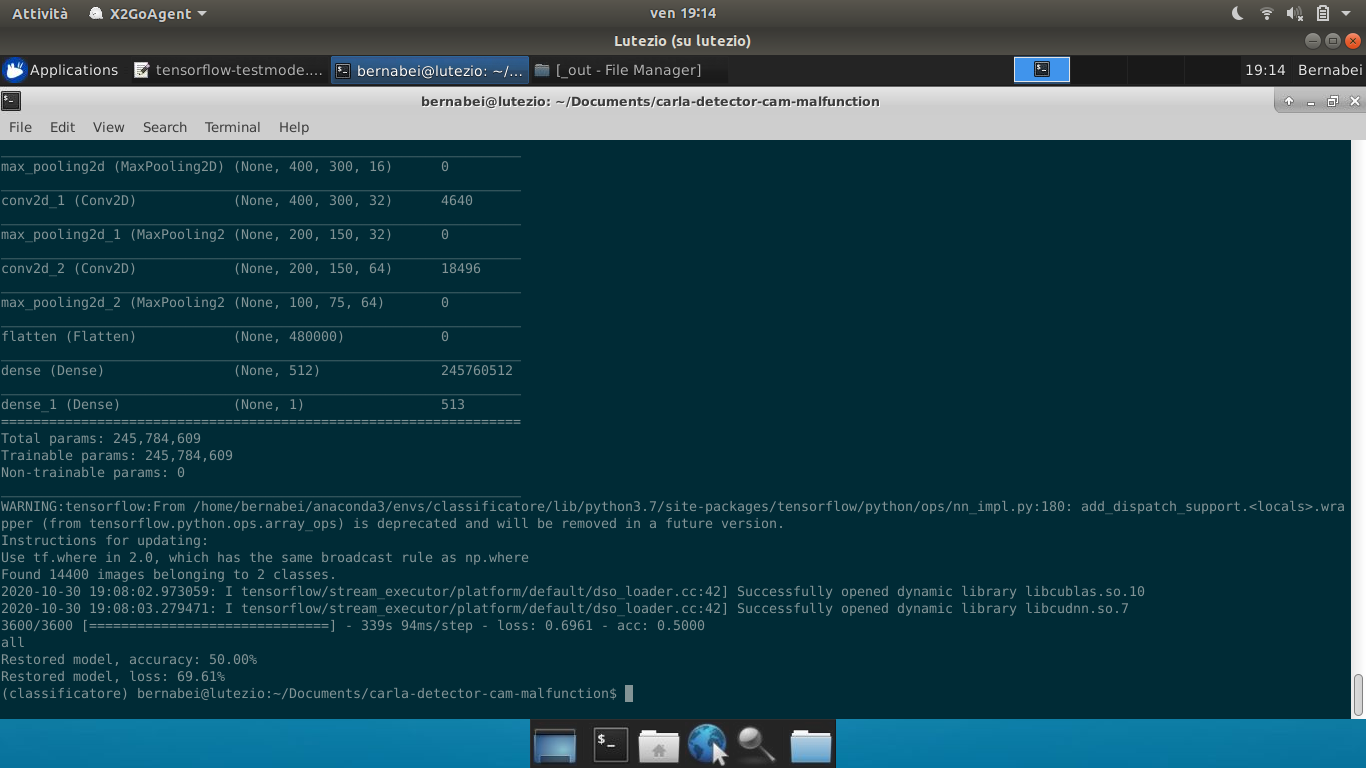 Attività X2GoAgent ven 19:14
Lutezio (su lutezio)
Applications tensorflow-testmode.... bernabei@lutezio: ~/... [_out - File Manager] 19:14 Bernabei
bernabei@lutezio: ~/Documents/carla-detector-cam-malfunction
File Edit View Search Terminal Help
_________________________________________________________________
max_pooling2d (MaxPooling2D) (None, 400, 300, 16) 0
_________________________________________________________________
conv2d_1 (Conv2D) (None, 400, 300, 32) 4640
_________________________________________________________________
max_pooling2d_1 (MaxPooling2 (None, 200, 150, 32) 0
_________________________________________________________________
conv2d_2 (Conv2D) (None, 200, 150, 64) 18496
_________________________________________________________________
max_pooling2d_2 (MaxPooling2 (None, 100, 75, 64) 0
_________________________________________________________________
flatten (Flatten) (None, 480000) 0
_________________________________________________________________
dense (Dense) (None, 512) 245760512
_________________________________________________________________
dense_1 (Dense) (None, 1) 513
=================================================================
Total params: 245,784,609
Trainable params: 245,784,609
Non-trainable params: 0
_________________________________________________________________
WARNING:tensorflow:From /home/bernabei/anaconda3/envs/classificatore/lib/python3.7/site-packages/tensorflow/python/ops/nn_impl.py:180: add_dispatch_support.<locals>.wra
pper (from tensorflow.python.ops.array_ops) is deprecated and will be removed in a future version.
Instructions for updating:
Use tf.where in 2.0, which has the same broadcast rule as np.where
Found 14400 images belonging to 2 classes.
2020-10-30 19:08:02.973059: I tensorflow/stream_executor/platform/default/dso_loader.cc:42] Successfully opened dynamic library libcublas.so.10
2020-10-30 19:08:03.279471: I tensorflow/stream_executor/platform/default/dso_loader.cc:42] Successfully opened dynamic library libcudnn.so.7
3600/3600 [==============================] - 339s 94ms/step - loss: 0.6961 - acc: 0.5000
all
Restored model, accuracy: 50.00%
Restored model, loss: 69.61%
(classificatore) bernabei@lutezio:~/Documents/carla-detector-cam-malfunction$
$_